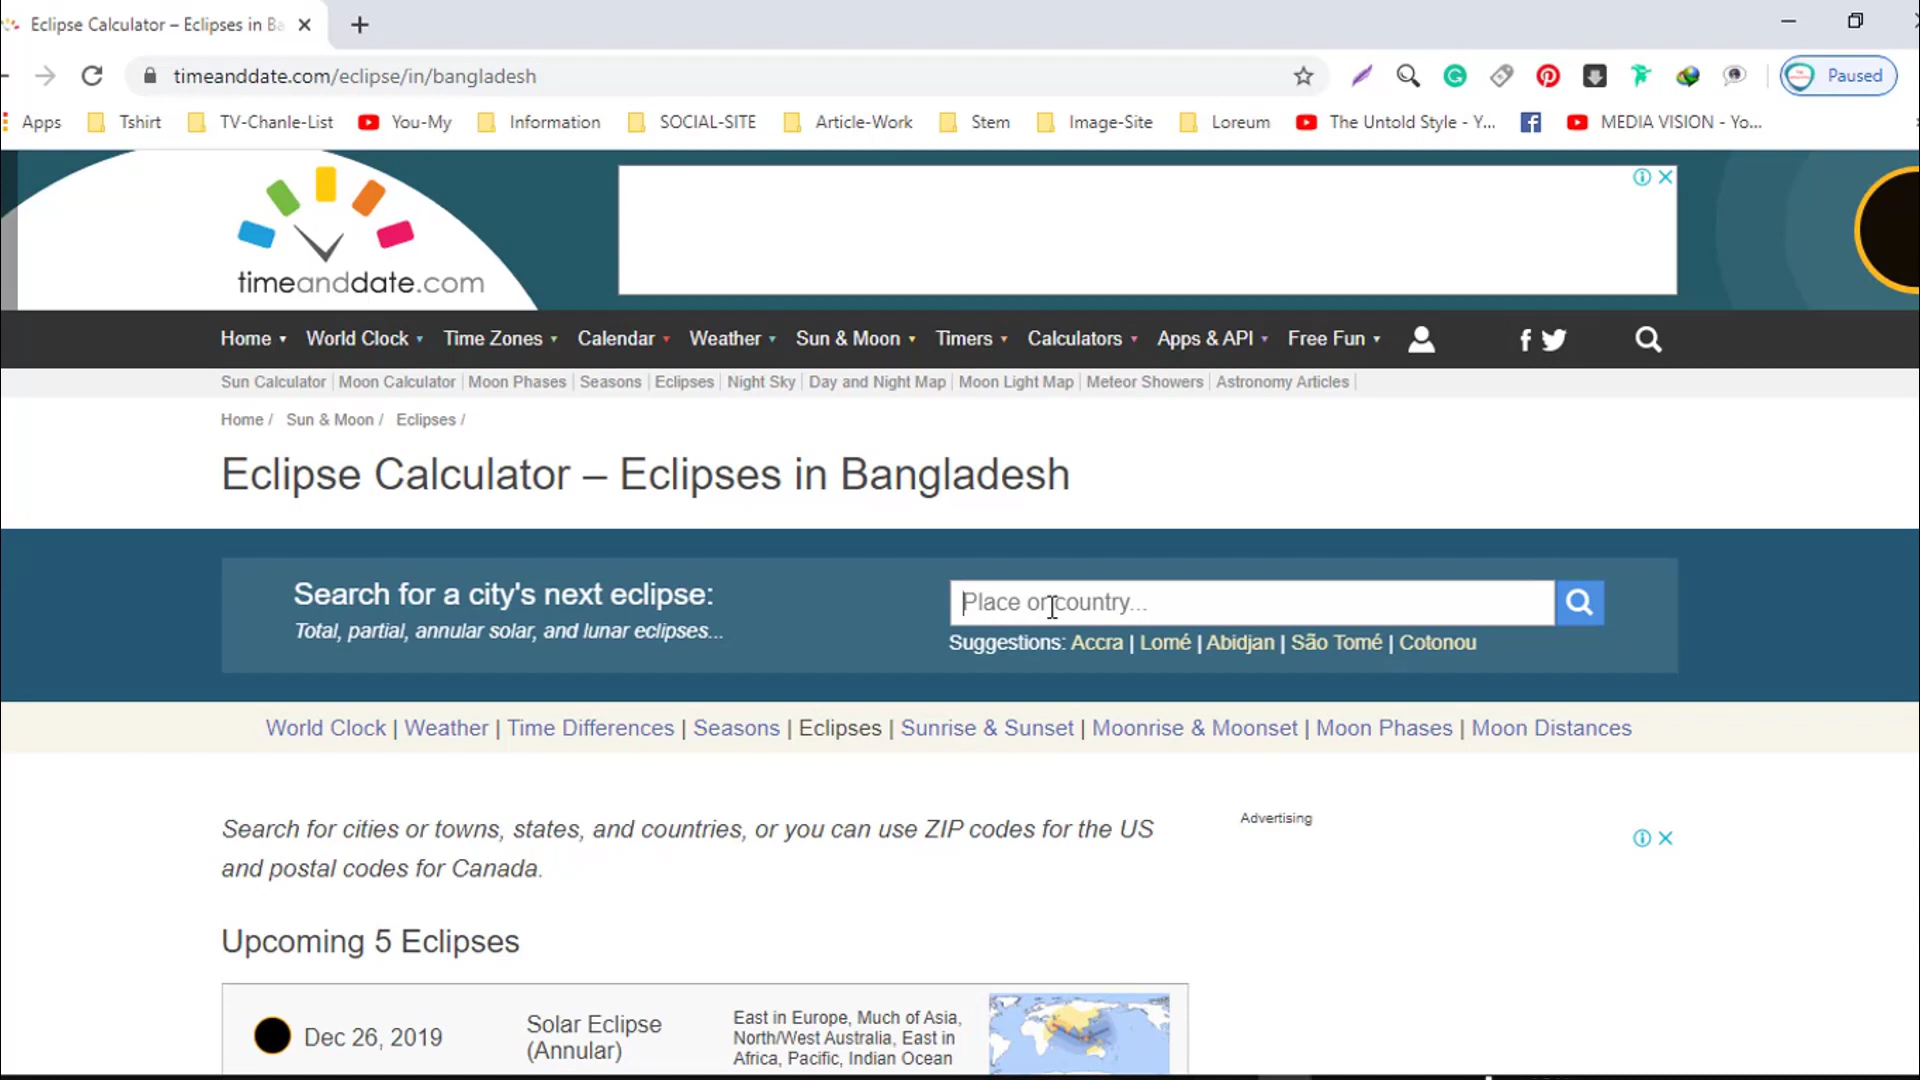 Eclipse Calculator – Eclipses in Ba
timeanddate.com/eclipse/in/bangladesh
Paused
Apps Tshirt TV-Chanle-List You-My Information SOCIAL-SITE Article-Work Stem Image-Site Loreum The Untold Style - Y... MEDIA VISION - Yo...
timeanddate.com
Home World Clock Time Zones Calendar Weather Sun & Moon Timers Calculators Apps & API Free Fun
Sun Calculator | Moon Calculator | Moon Phases | Seasons | Eclipses | Night Sky | Day and Night Map | Moon Light Map | Meteor Showers | Astronomy Articles |
Home / Sun & Moon / Eclipses /
Eclipse Calculator – Eclipses in Bangladesh
Search for a city's next eclipse:
Place or country...
Total, partial, annular solar, and lunar eclipses...
Suggestions: Accra | Lomé | Abidjan | São Tomé | Cotonou
World Clock | Weather | Time Differences | Seasons | Eclipses | Sunrise & Sunset | Moonrise & Moonset | Moon Phases | Moon Distances
Search for cities or towns, states, and countries, or you can use ZIP codes for the US
and postal codes for Canada.
Advertising
Upcoming 5 Eclipses
Dec 26, 2019
Solar Eclipse
(Annular)
East in Europe, Much of Asia,
North/West Australia, East in
Africa, Pacific, Indian Ocean